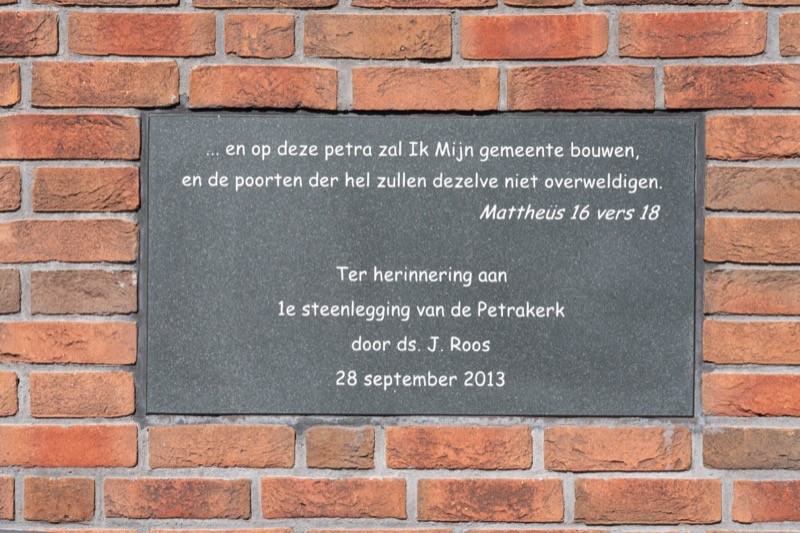 ... en op deze petra zal Ik Mijn gemeente bouwen,
en de poorten der hel zullen dezelve niet overweldigen.
Mattheüs 16 vers 18
Ter herinnering aan
1e steenlegging van de Petrakerk
door ds. J. Roos
28 september 2013